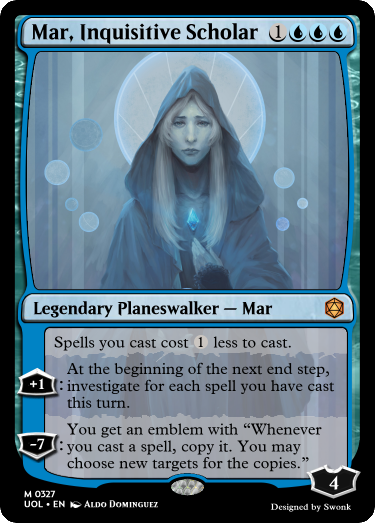 Mar, Inquisitive Scholar 1
Legendary Planeswalker — Mar
Spells you cast cost 1 less to cast.
+1: At the beginning of the next end step,
investigate for each spell you have cast
this turn.
-7: You get an emblem with “Whenever
you cast a spell, copy it. You may
choose new targets for the copies.”
4
M 0327
UOL • EN Aldo Dominguez
Designed by Swonk